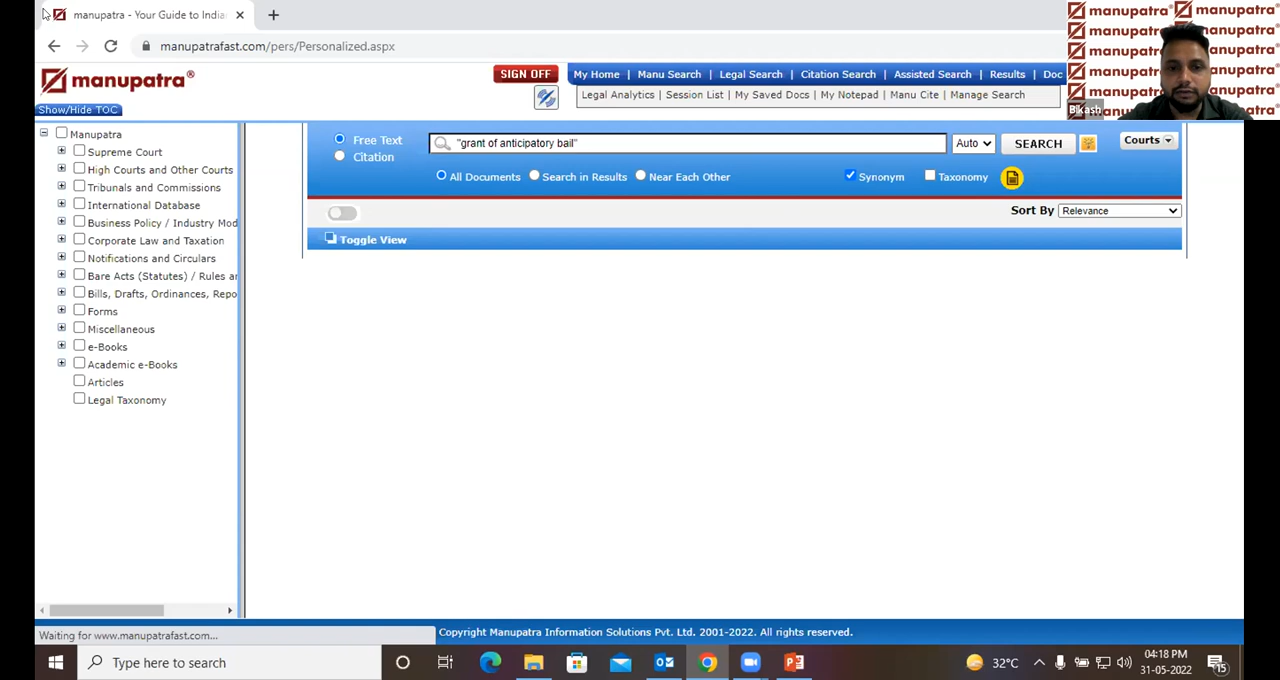 manupatra - Your Guide to India
manupatrafast.com/pers/Personalized.aspx
manupatra®
SIGN OFF
My Home | Manu Search | Legal Search | Citation Search | Assisted Search | Results | Doc
Legal Analytics | Session List | My Saved Docs | My Notepad | Manu Cite | Manage Search
manupatra® manupatra®
Bikash
Show/Hide TOC
Manupatra
Supreme Court
High Courts and Other Courts
Tribunals and Commissions
International Database
Business Policy / Industry Mod
Corporate Law and Taxation
Notifications and Circulars
Bare Acts (Statutes) / Rules ar
Bills, Drafts, Ordinances, Repo
Forms
Miscellaneous
e-Books
Academic e-Books
Articles
Legal Taxonomy
Free Text
Citation
"grant of anticipatory bail"
Auto
SEARCH
Courts
All Documents
Search in Results
Near Each Other
Synonym
Taxonomy
Sort By Relevance
Toggle View
Waiting for www.manupatrafast.com...
Copyright Manupatra Information Solutions Pvt. Ltd. 2001-2022. All rights reserved.
Type here to search
32°C
04:18 PM
31-05-2022
15